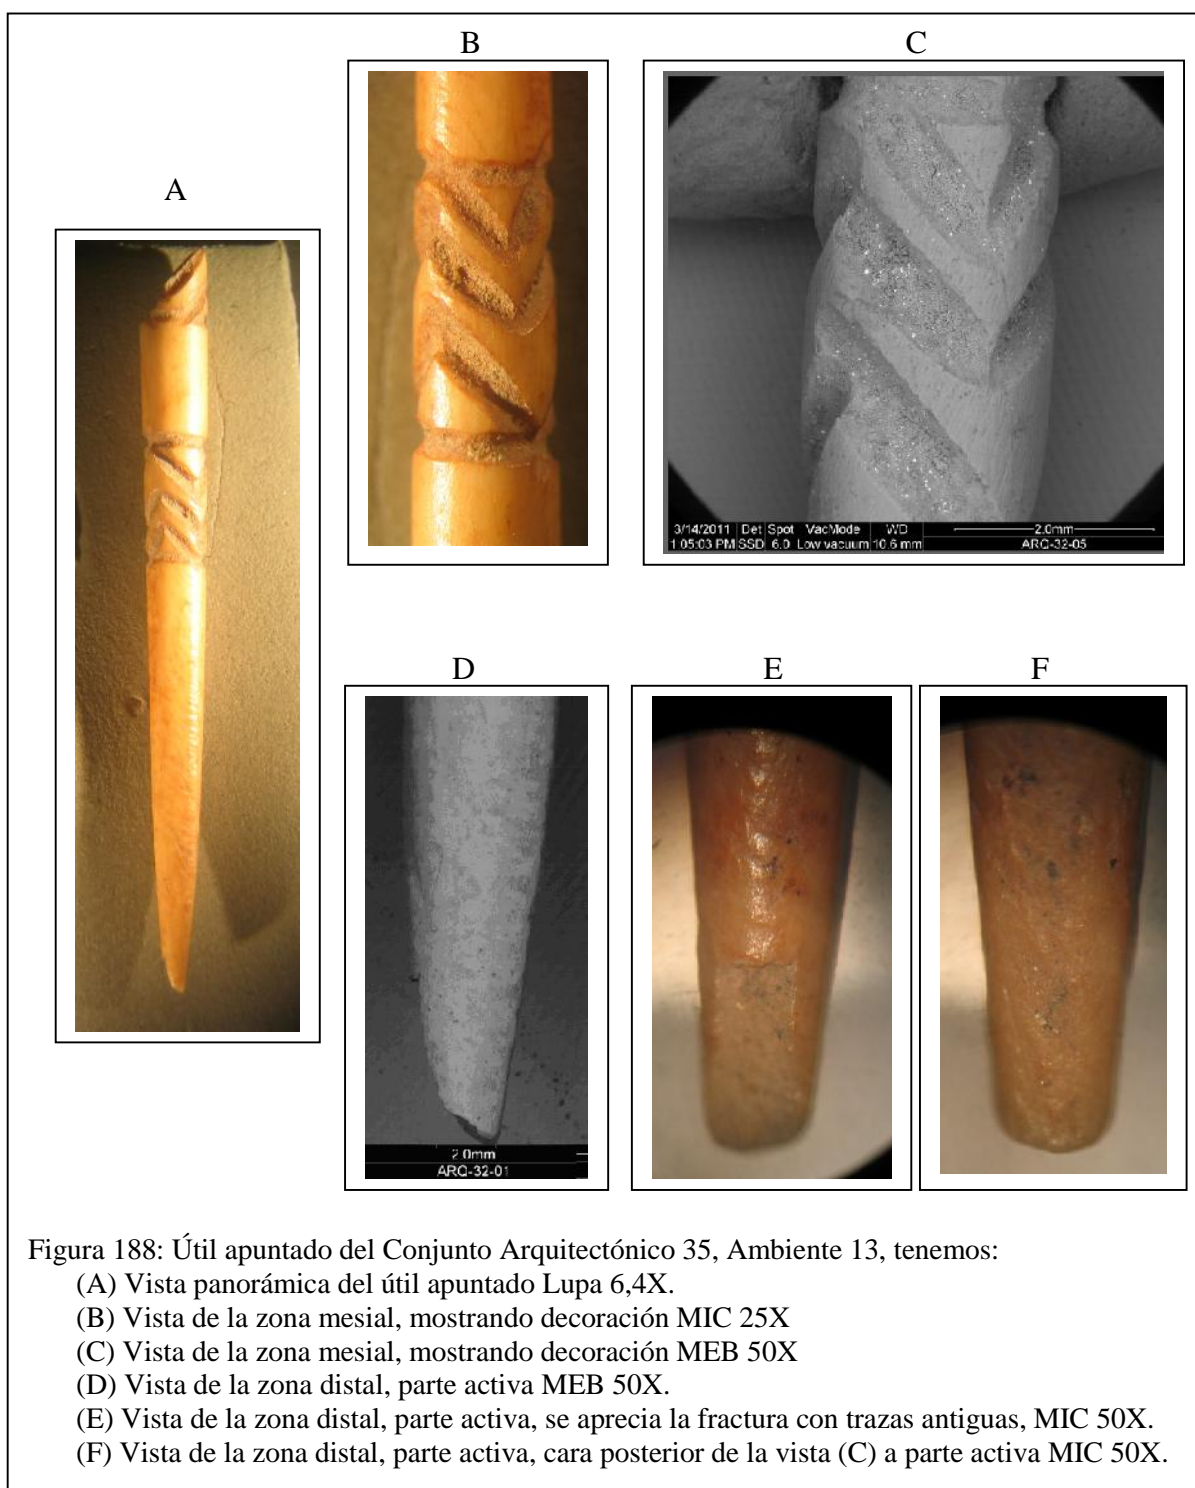 B
C
A
3/14/2011 Det Spot VacMode WD 2.0mm
1:05:03 PM SSD 6.0 Low vacuum 10.6 mm ARQ-32-05
D
E
F
2.0mm
ARQ-32-01
Figura 188: Útil apuntado del Conjunto Arquitectónico 35, Ambiente 13, tenemos:
(A) Vista panorámica del útil apuntado Lupa 6,4X.
(B) Vista de la zona mesial, mostrando decoración MIC 25X
(C) Vista de la zona mesial, mostrando decoración MEB 50X
(D) Vista de la zona distal, parte activa MEB 50X.
(E) Vista de la zona distal, parte activa, se aprecia la fractura con trazas antiguas, MIC 50X.
(F) Vista de la zona distal, parte activa, cara posterior de la vista (C) a parte activa MIC 50X.